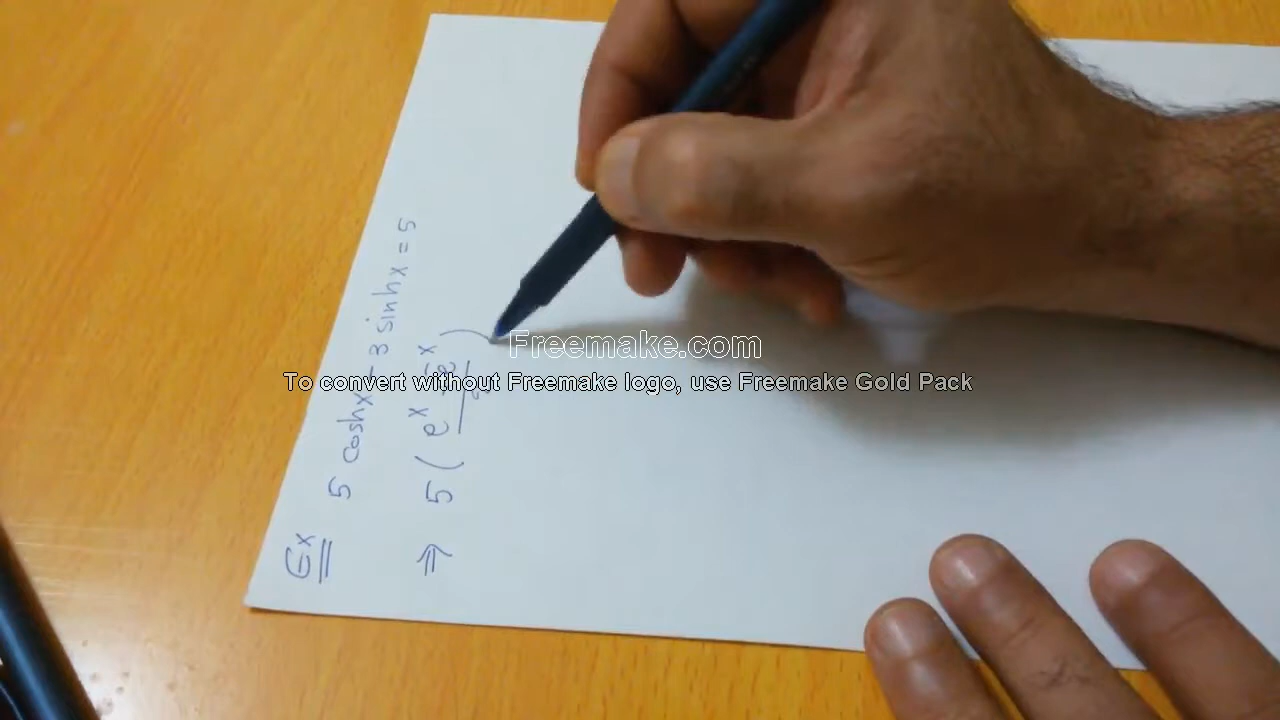 Ex
5 coshx - 3 sinhx = 5
⇒ 5 ( e^x - e^-x / 2 )
Freemake.com
To convert without Freemake logo, use Freemake Gold Pack